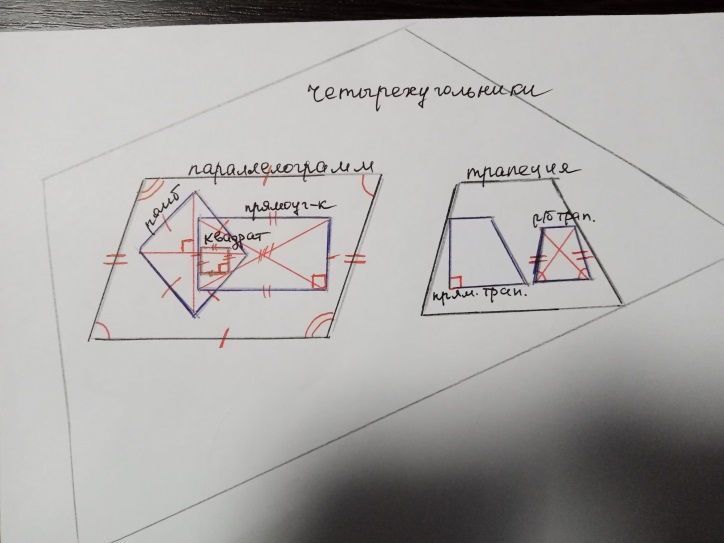 четырехугольники
параллелограмм
трапеция
ромб
прямоуг-к
квадрат
р/б трап.
прям. трап.